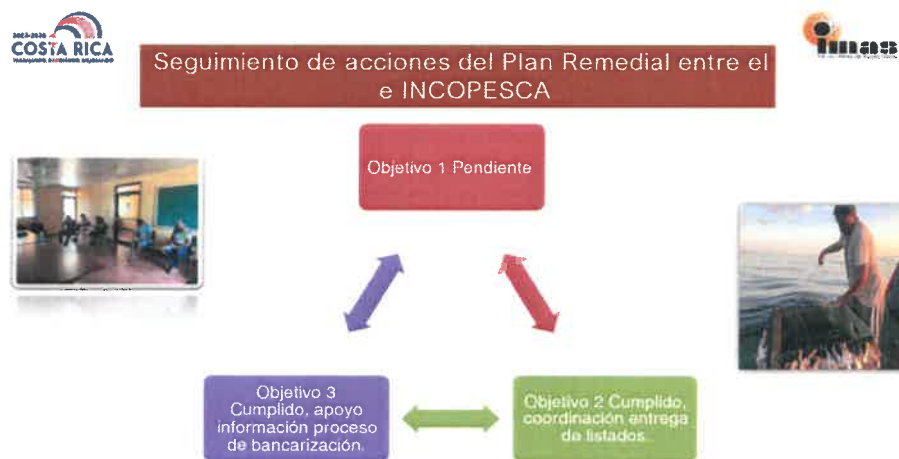 COSTA RICA
imas
Seguimiento de acciones del Plan Remedial entre el
e INCOPESCA
Objetivo 1 Pendiente
Objetivo 3
Cumplido, apoyo
información proceso
de bancarización.
Objetivo 2 Cumplido,
coordinación entrega
de listados.